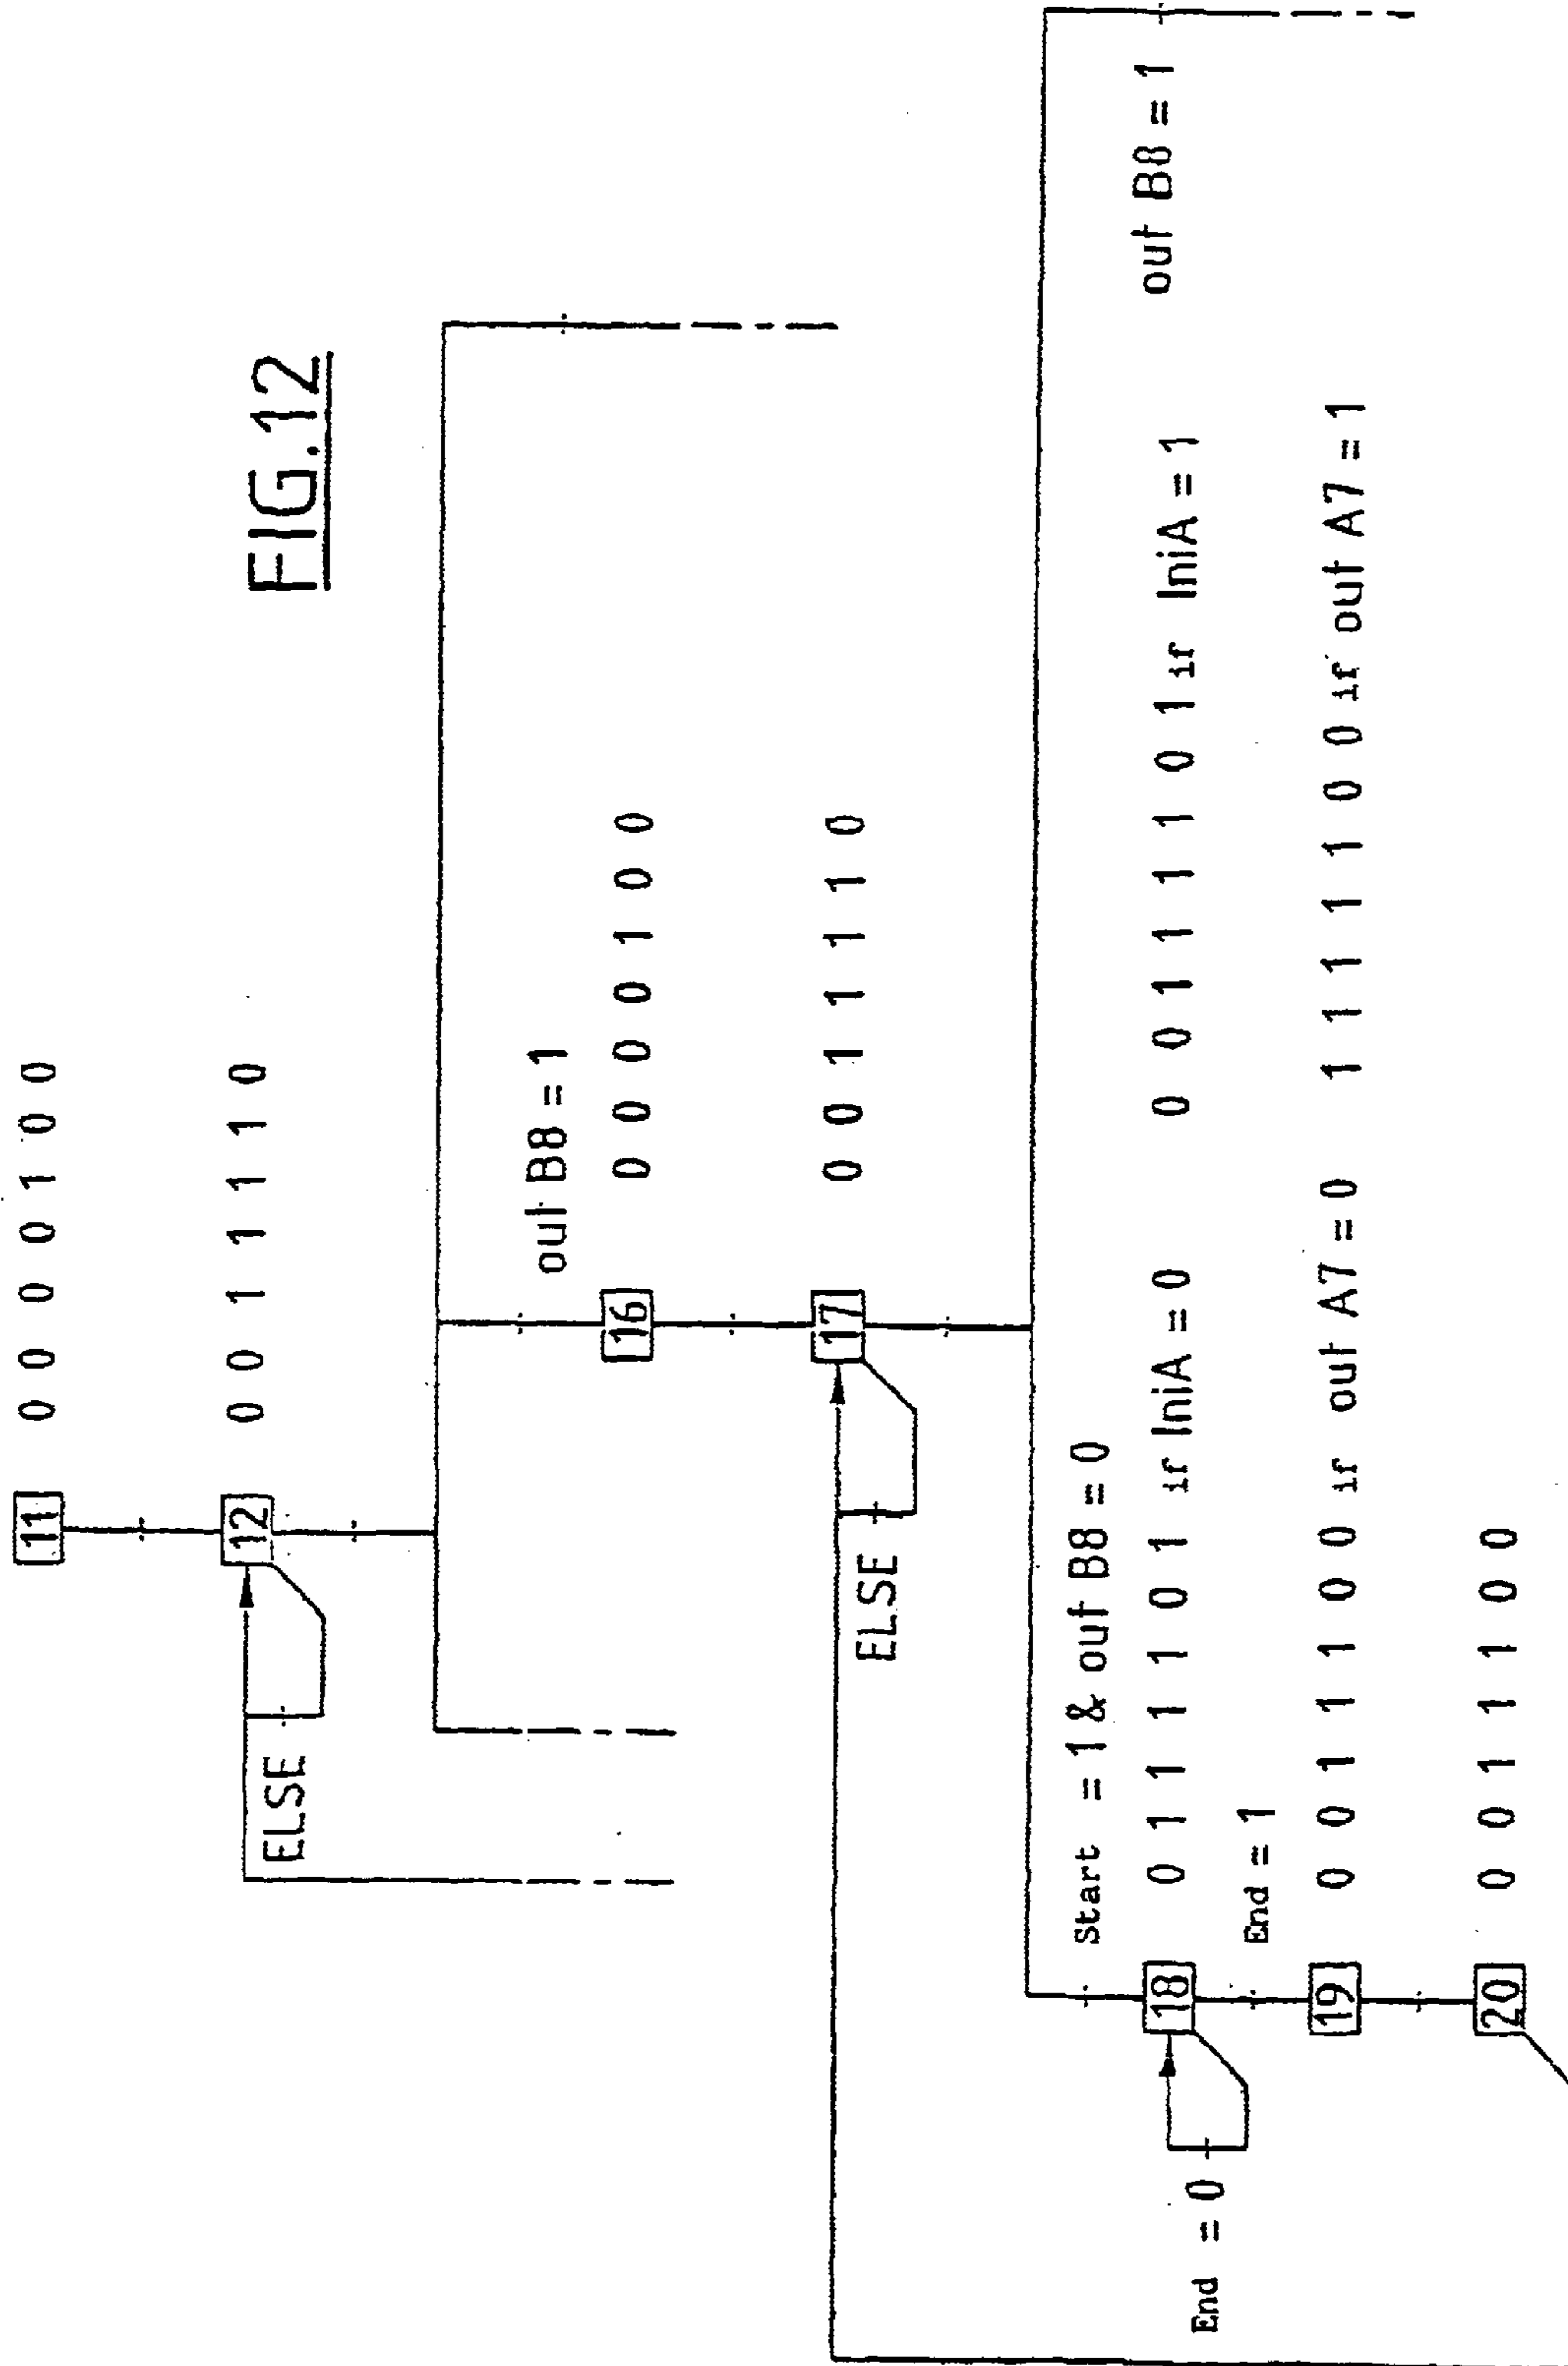 11 0 0 0 0 1 0 0
FIG.12
12 0 0 1 1 1 1 0
ELSE
out B8 = 1
16 0 0 0 0 1 0 0
17 0 0 1 1 1 1 0
ELSE
Start = 1 & out B8 = 0
out B8 = 1
18 0 1 1 1 1 0 1 if IniA = 0 0 0 1 1 1 1 0 1 if IniA = 1
End = 0
End = 1
19 0 0 1 1 1 0 0 if out A7 = 0 1 1 1 1 1 0 0 if out A7 = 1
20 0 0 1 1 1 0 0